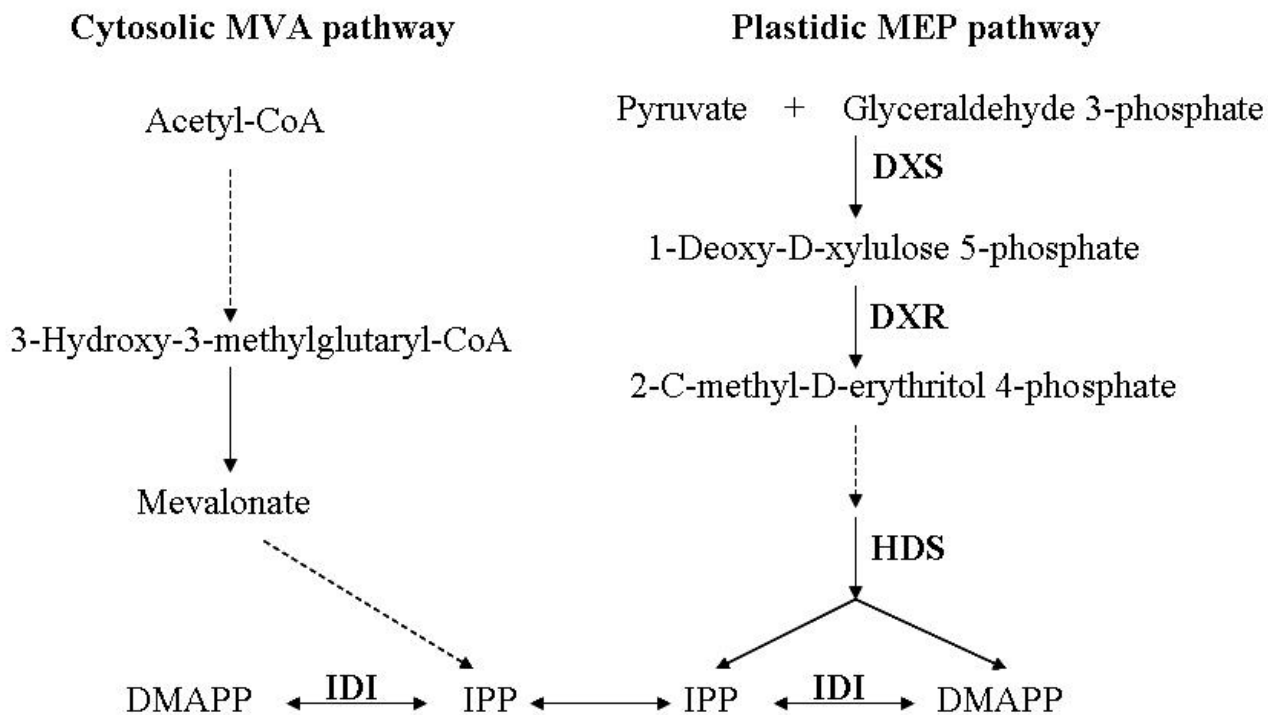 Cytosolic MVA pathway
Acetyl-CoA
3-Hydroxy-3-methylglutaryl-CoA
Mevalonate
DMAPP IDI IPP
Plastidic MEP pathway
Pyruvate + Glyceraldehyde 3-phosphate
DXS
1-Deoxy-D-xylulose 5-phosphate
DXR
2-C-methyl-D-erythritol 4-phosphate
HDS
IPP IDI DMAPP